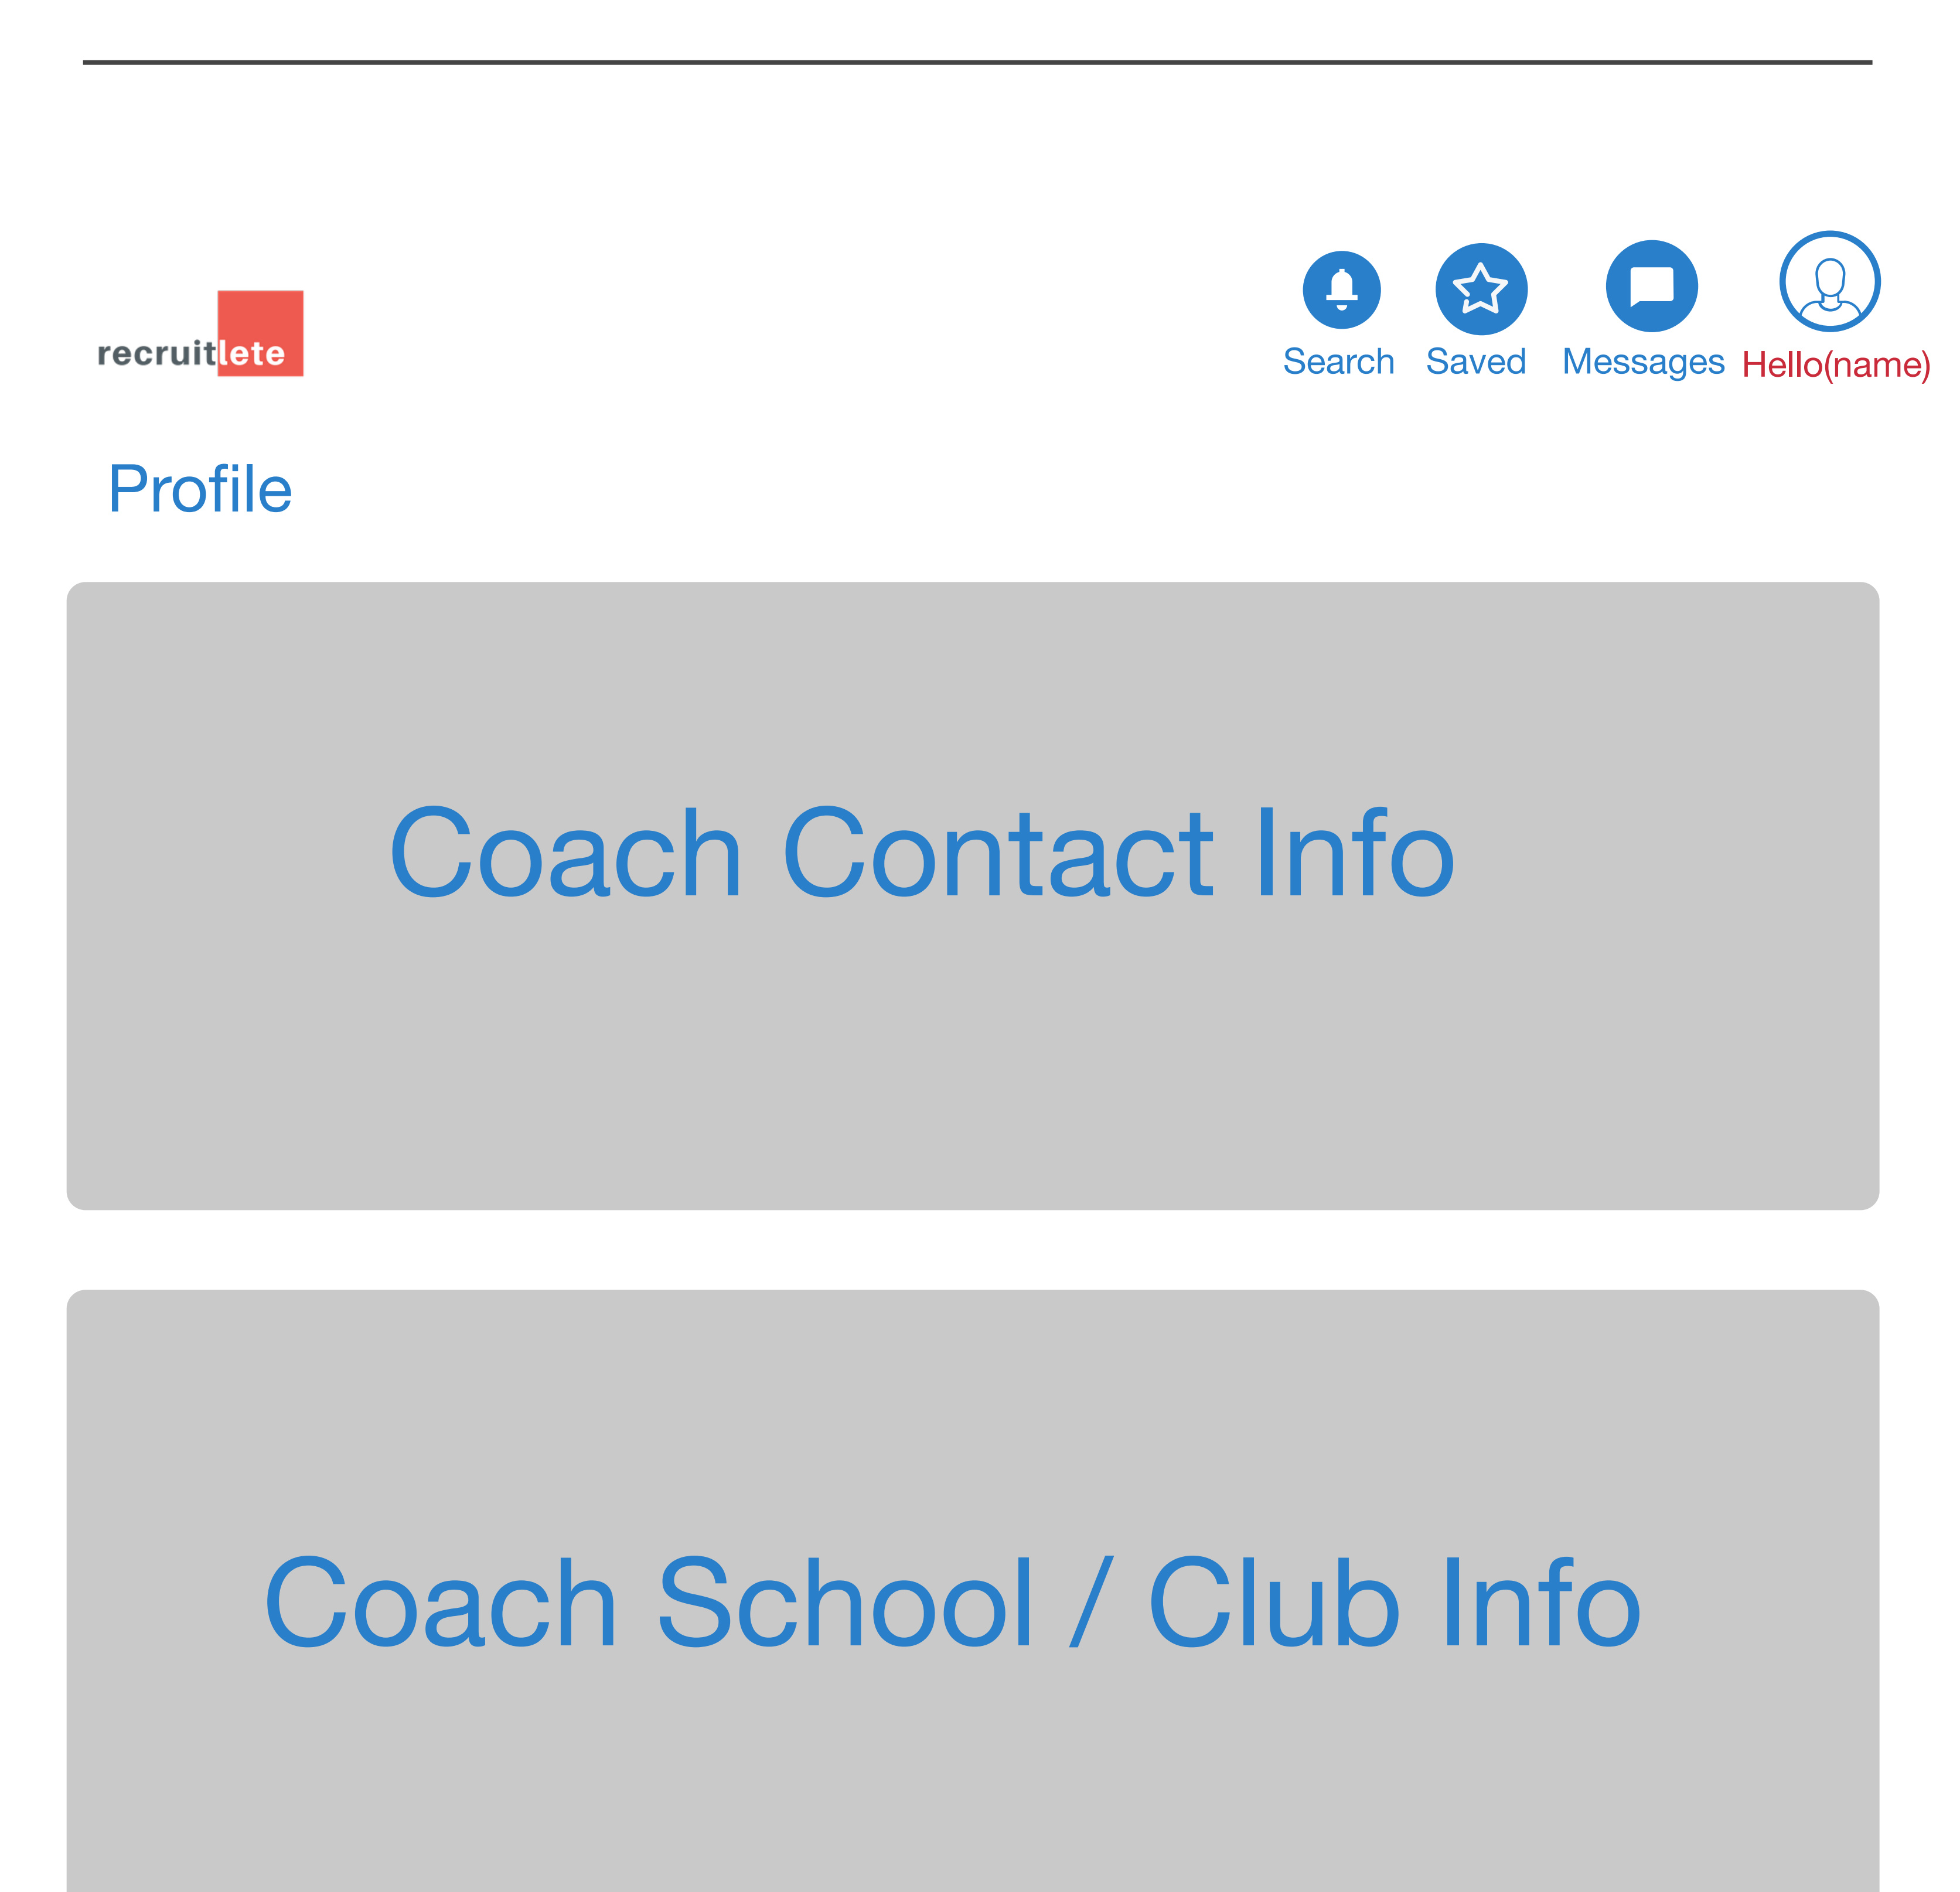 recruitlete
Search Saved Messages Hello(name)
Profile
Coach Contact Info
Coach School / Club Info